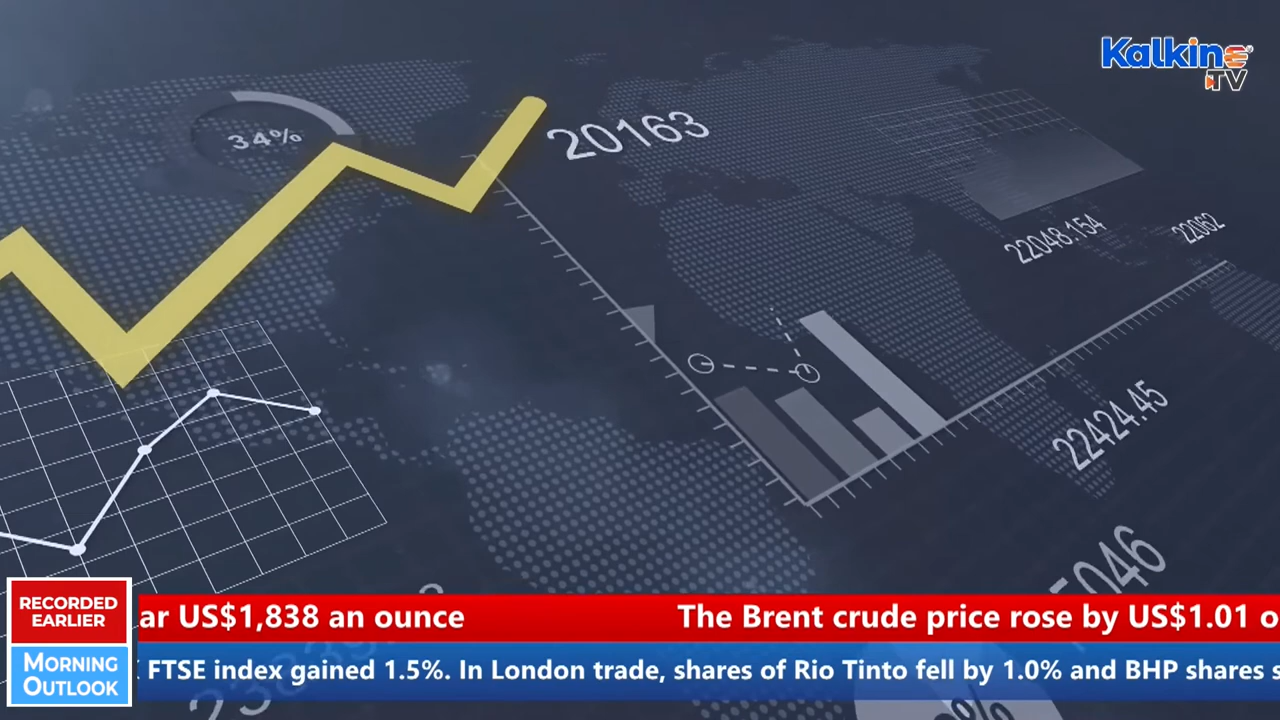 Kalkine
TV
34%
20163
22048.154
22062
22424.45
5046
RECORDED
EARLIER
ar US$1,838 an ounce
The Brent crude price rose by US$1.01 o
MORNING
OUTLOOK
FTSE index gained 1.5%. In London trade, shares of Rio Tinto fell by 1.0% and BHP shares s